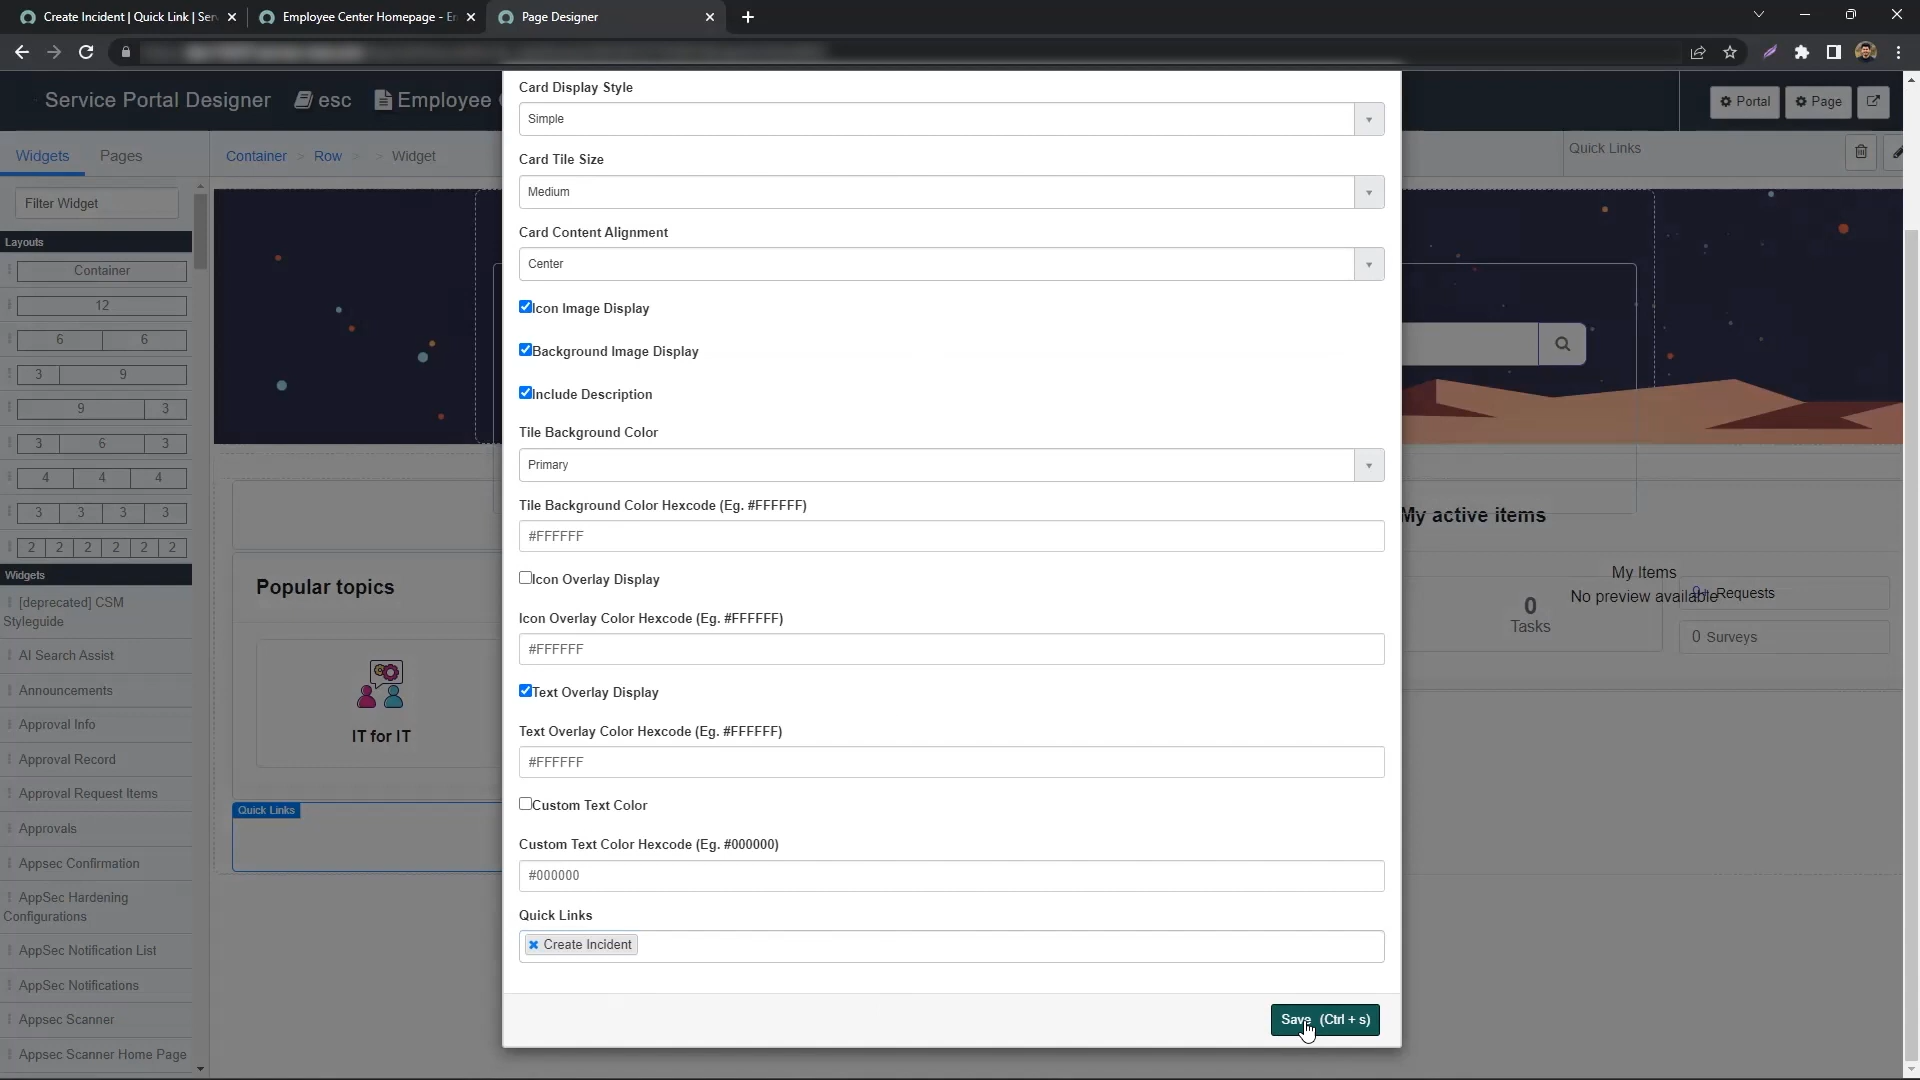 Create Incident | Quick Link | Ser
Employee Center Homepage - En
Page Designer
Service Portal Designer
esc
Employee
Portal
Page
Widgets
Pages
Container > Row > > Widget
Quick Links
Filter Widget
Layouts
Container
12
6 6
3 9
9 3
3 6 3
4 4 4
3 3 3 3
2 2 2 2 2 2
Widgets
[deprecated] CSM
Styleguide
AI Search Assist
Announcements
Approval Info
Approval Record
Approval Request Items
Approvals
Appsec Confirmation
AppSec Hardening
Configurations
AppSec Notification List
AppSec Notifications
Appsec Scanner
Appsec Scanner Home Page
Popular topics
IT for IT
Quick Links
Card Display Style
Simple
Card Tile Size
Medium
Card Content Alignment
Center
Icon Image Display
Background Image Display
Include Description
Tile Background Color
Primary
Tile Background Color Hexcode (Eg. #FFFFFF)
#FFFFFF
Icon Overlay Display
Icon Overlay Color Hexcode (Eg. #FFFFFF)
#FFFFFF
Text Overlay Display
Text Overlay Color Hexcode (Eg. #FFFFFF)
#FFFFFF
Custom Text Color
Custom Text Color Hexcode (Eg. #000000)
#000000
Quick Links
Create Incident
Save (Ctrl + s)
My active items
My Items
No preview available
0
Tasks
Requests
0 Surveys